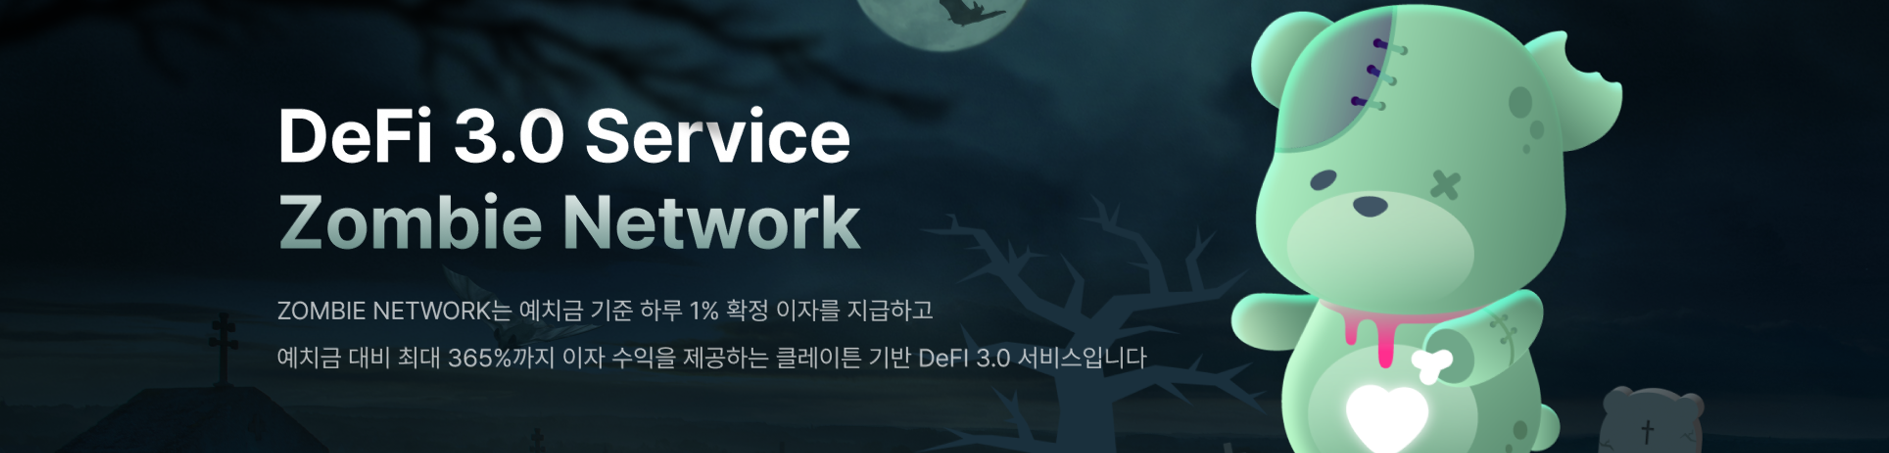 DeFi 3.0 Service
Zombie Network
ZOMBIE NETWORK는 예치금 기준 하루 1% 확정 이자를 지급하고
예치금 대비 최대 365%까지 이자 수익을 제공하는 클레이튼 기반 DeFI 3.0 서비스입니다